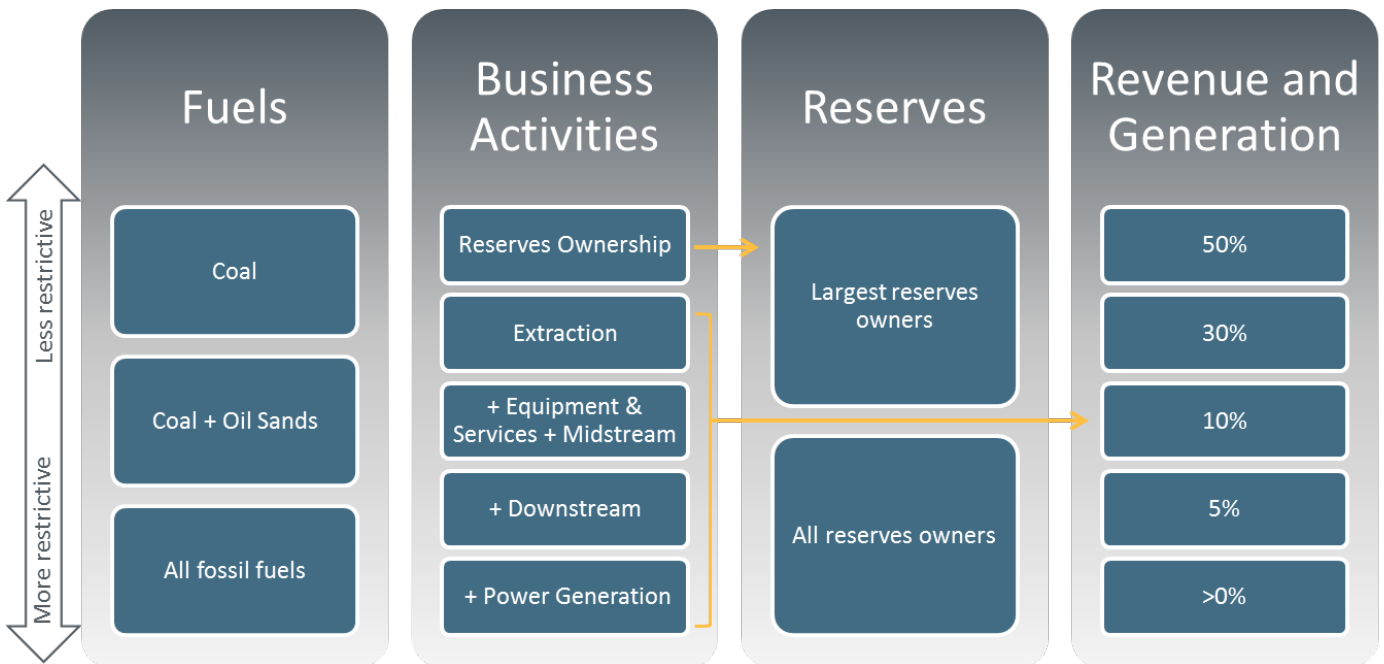 Fuels
Business
Activities
Reserves
Revenue and
Generation
Less restrictive
More restrictive
Coal
Coal + Oil Sands
All fossil fuels
Reserves Ownership
Extraction
+ Equipment &
Services + Midstream
+ Downstream
+ Power Generation
Largest reserves
owners
All reserves owners
50%
30%
10%
5%
>0%